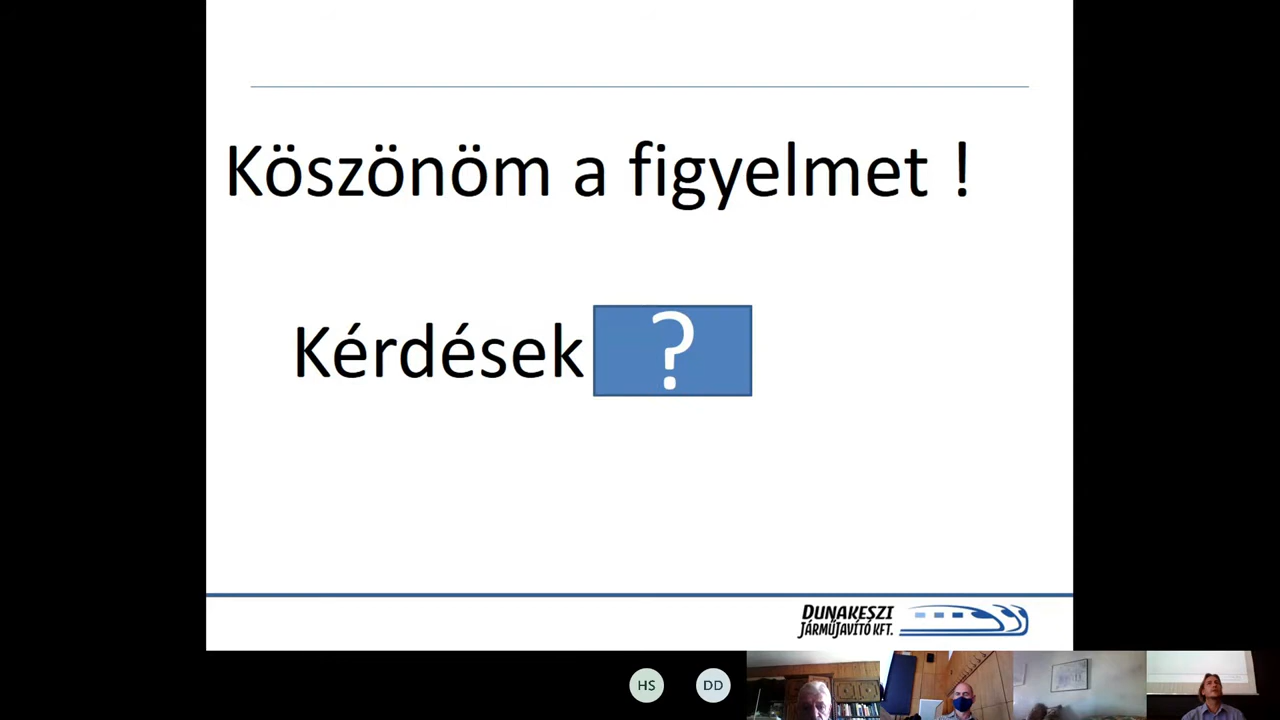 Köszönöm a figyelmet !
Kérdések ?
DUNAKESZI
JÁRMŰJAVÍTÓ KFT.
HS
DD